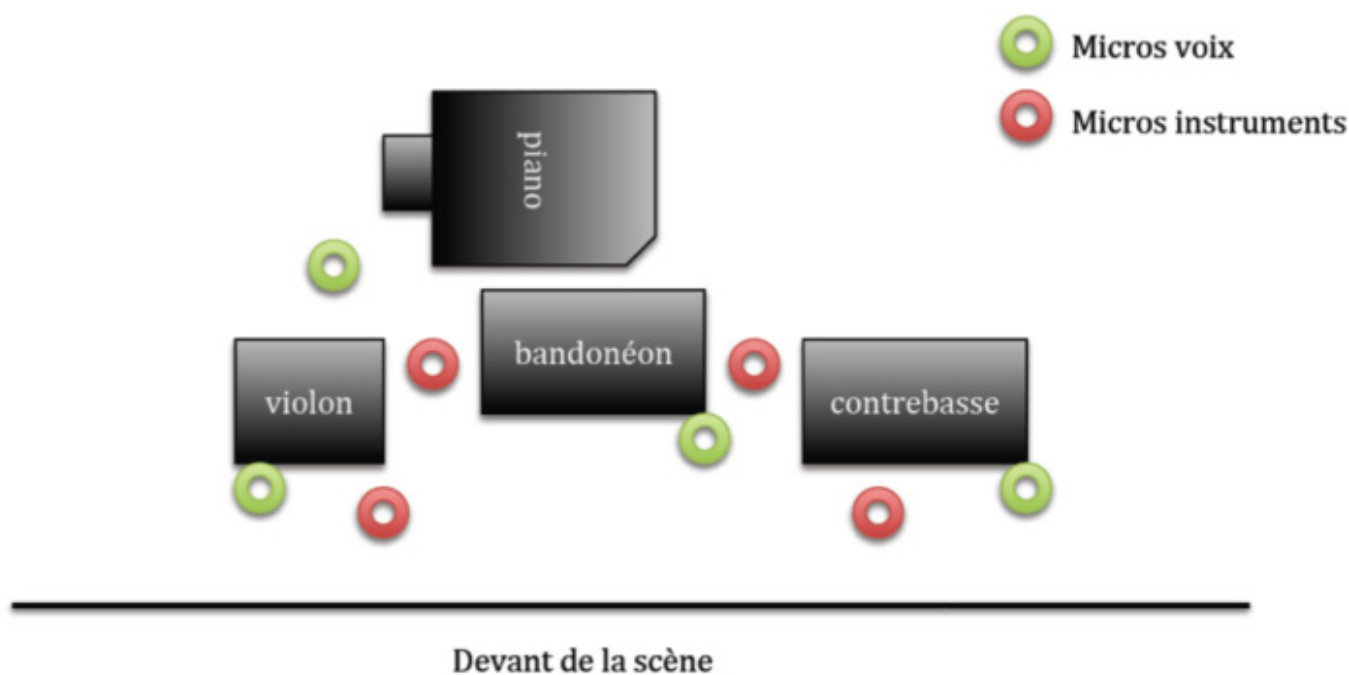 Micros voix
Micros instruments
piano
bandonéon
violon
contrebasse
Devant de la scène